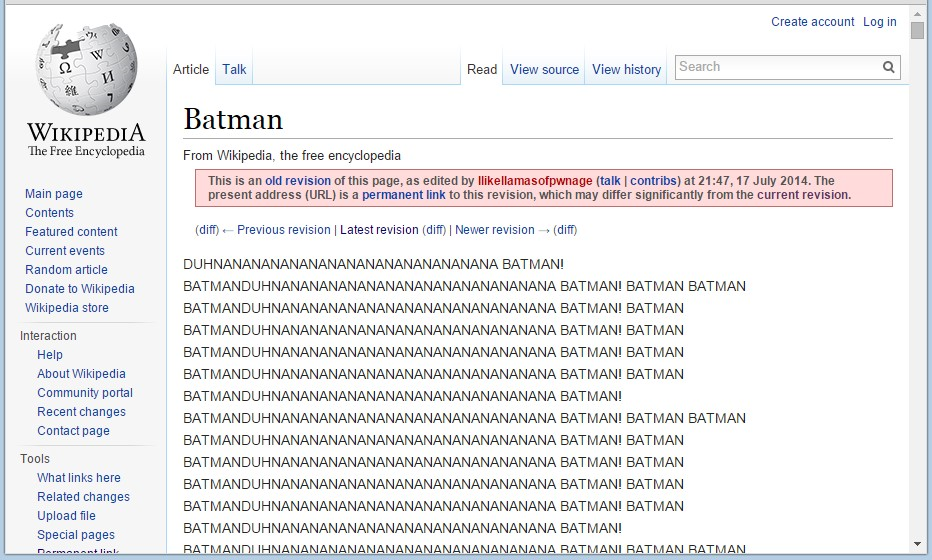 Create account Log in
Article Talk Read View source View history Search
WIKIPEDIA
The Free Encyclopedia
Ω W И 維
Batman
From Wikipedia, the free encyclopedia
This is an old revision of this page, as edited by Ilikellamasofpwnage (talk | contribs) at 21:47, 17 July 2014. The
present address (URL) is a permanent link to this revision, which may differ significantly from the current revision.
(diff) ← Previous revision | Latest revision (diff) | Newer revision → (diff)
DUHNANANANANANANANANANANANANANANANA BATMAN!
BATMANDUHNANANANANANANANANANANANANANANANA BATMAN! BATMAN BATMAN
BATMANDUHNANANANANANANANANANANANANANANANA BATMAN! BATMAN
BATMANDUHNANANANANANANANANANANANANANANANA BATMAN! BATMAN
BATMANDUHNANANANANANANANANANANANANANANANA BATMAN! BATMAN
BATMANDUHNANANANANANANANANANANANANANANANA BATMAN! BATMAN
BATMANDUHNANANANANANANANANANANANANANANANA BATMAN!
BATMANDUHNANANANANANANANANANANANANANANANA BATMAN! BATMAN BATMAN
BATMANDUHNANANANANANANANANANANANANANANANA BATMAN! BATMAN
BATMANDUHNANANANANANANANANANANANANANANANA BATMAN! BATMAN
BATMANDUHNANANANANANANANANANANANANANANANA BATMAN! BATMAN
BATMANDUHNANANANANANANANANANANANANANANANA BATMAN! BATMAN
BATMANDUHNANANANANANANANANANANANANANANANA BATMAN!
BATMANDUHNANANANANANANANANANANANANANANANA BATMAN! BATMAN BATMAN
Main page
Contents
Featured content
Current events
Random article
Donate to Wikipedia
Wikipedia store
Interaction
Help
About Wikipedia
Community portal
Recent changes
Contact page
Tools
What links here
Related changes
Upload file
Special pages
Permanent link